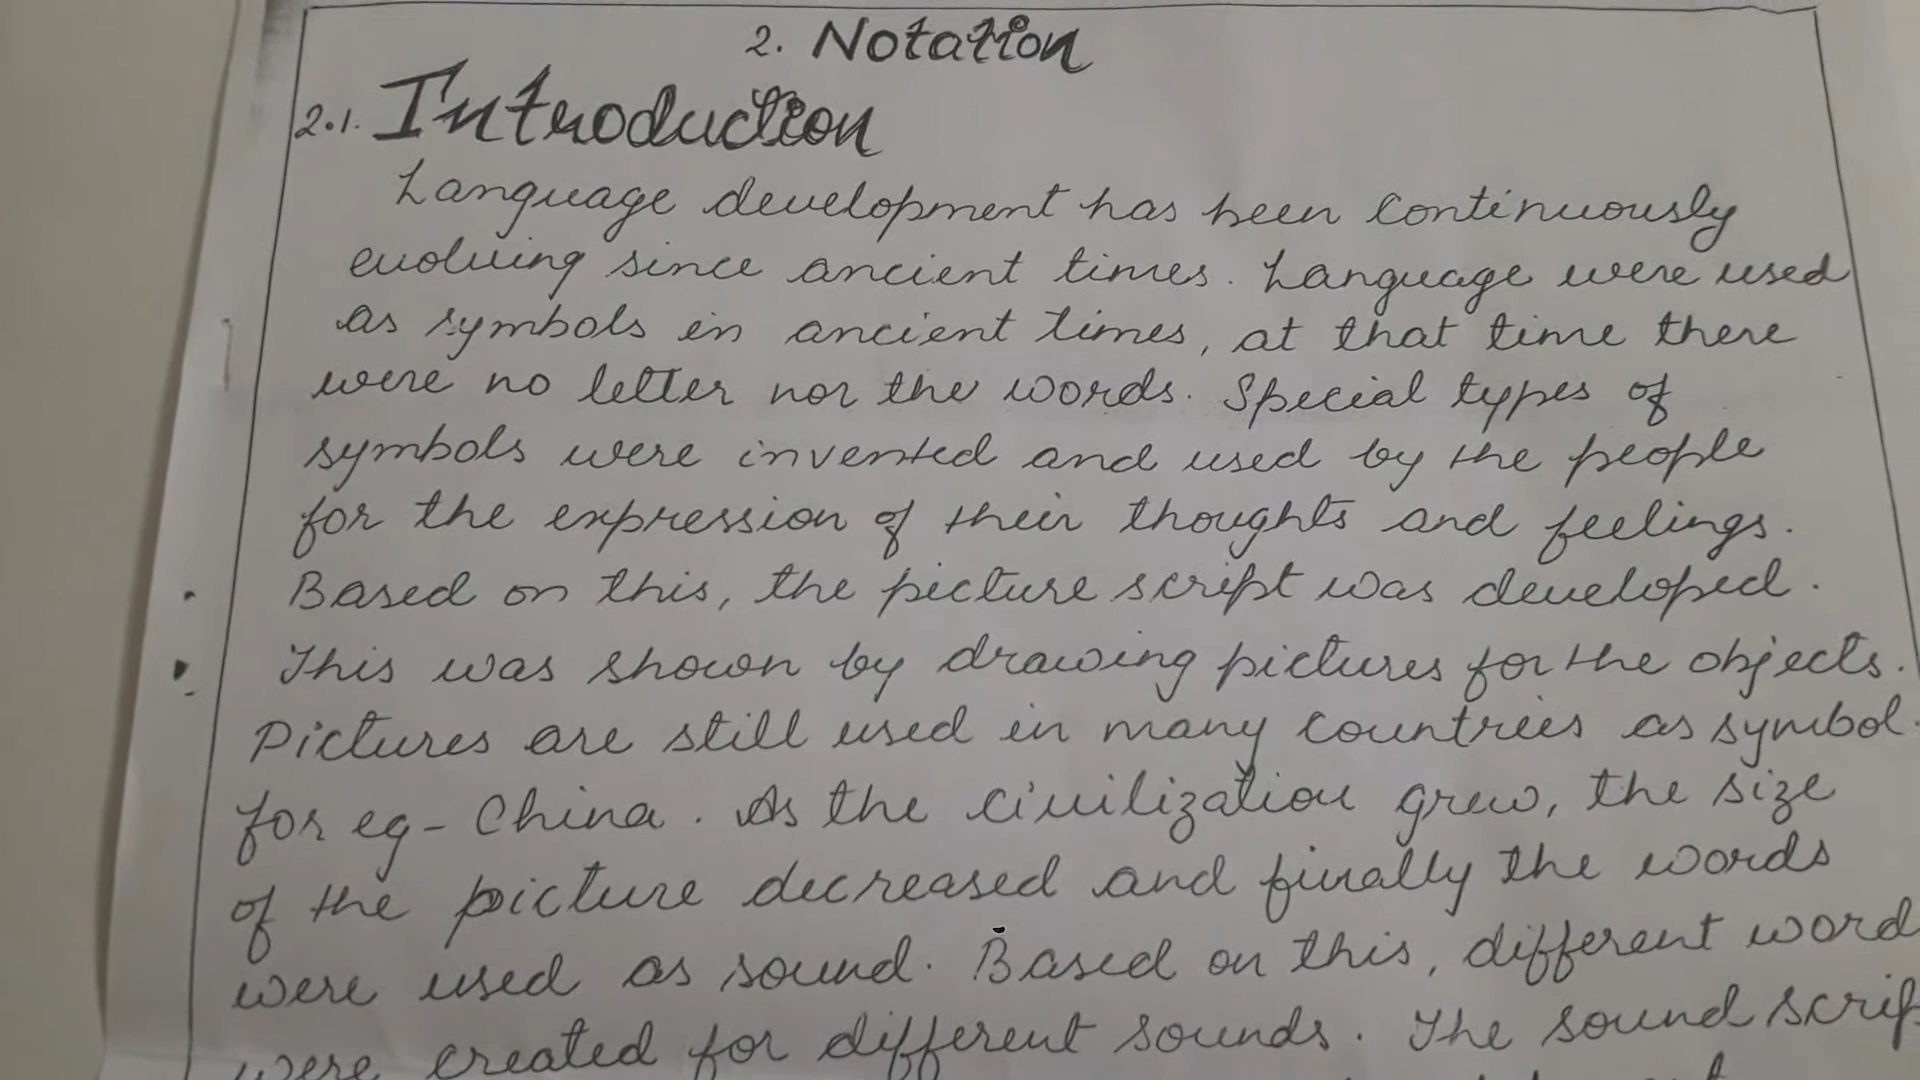 2. Notation
2.1. Introduction
Language development has been continuously
evolving since ancient times. Language were used
as symbols in ancient times, at that time there
were no letter nor the words. Special types of
symbols were invented and used by the people
for the expression of their thoughts and feelings.
Based on this, the picture script was developed.
This was shown by drawing pictures for the objects.
Pictures are still used in many countries as symbol.
for eg- China. As the civilization grew, the size
of the picture decreased and finally the words
were used as sound. Based on this, different word
were created for different sounds. The sound scrip